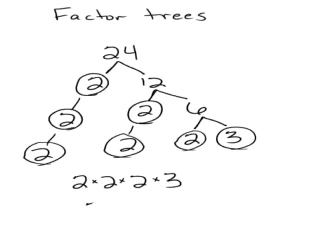 Factor trees
24
2 12
2 2 6
2 2 2 3
2 × 2 × 2 × 3